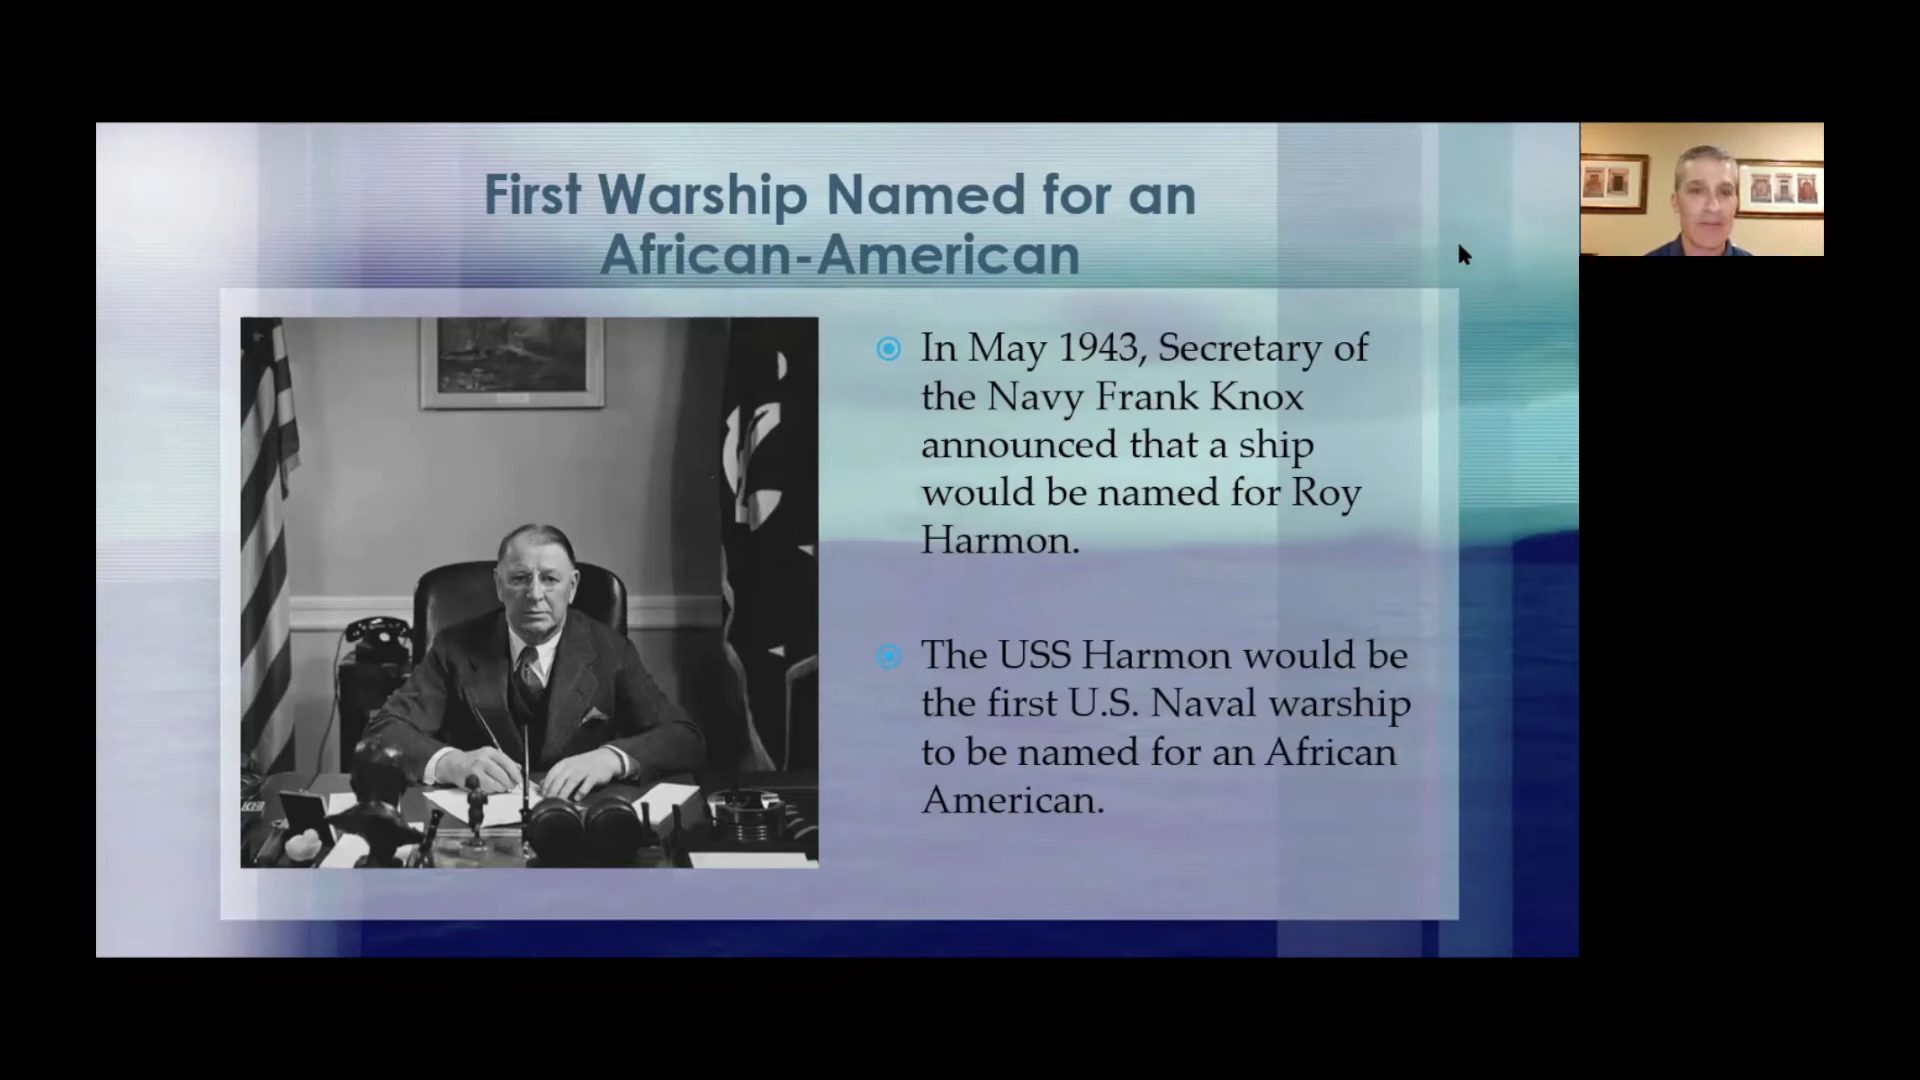 First Warship Named for an
African-American
In May 1943, Secretary of
the Navy Frank Knox
announced that a ship
would be named for Roy
Harmon.
The USS Harmon would be
the first U.S. Naval warship
to be named for an African
American.